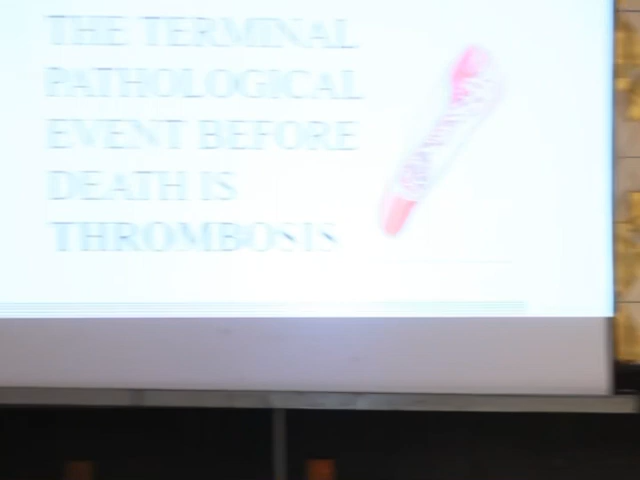 THE TERMINAL
PATHOLOGICAL
EVENT BEFORE
DEATH IS
THROMBOSIS